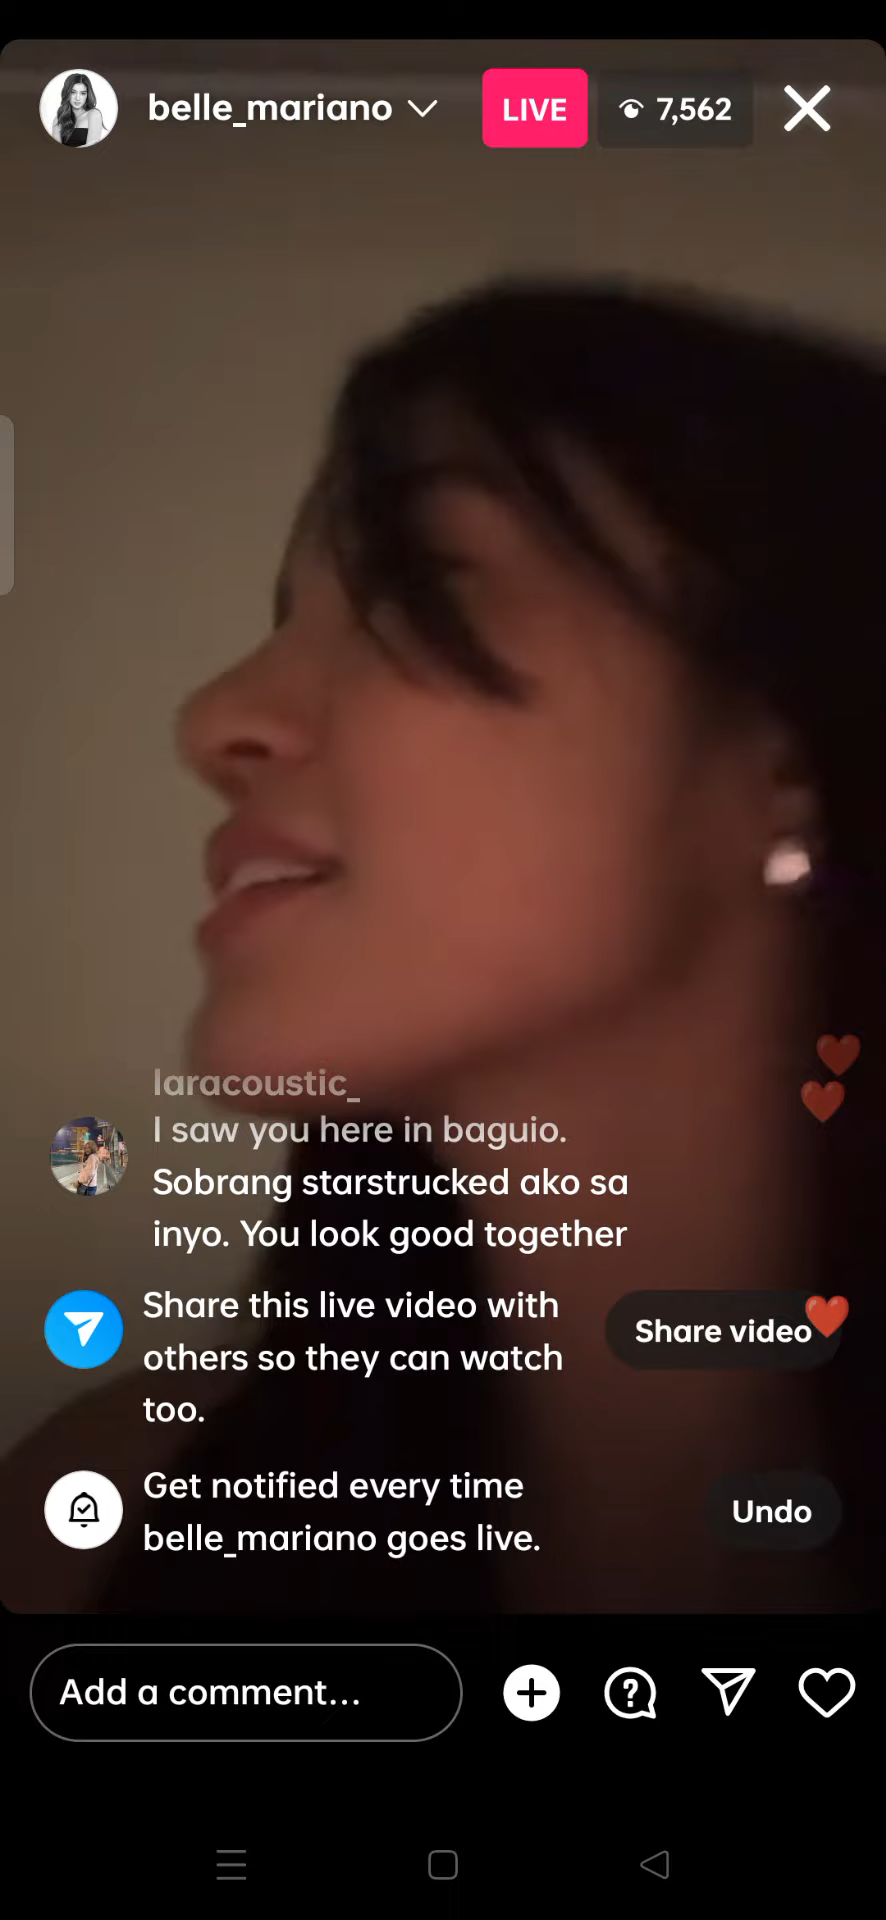 belle_mariano
LIVE
7,562
laracoustic_
I saw you here in baguio.
Sobrang starstrucked ako sa
inyo. You look good together
Share this live video with
others so they can watch
too.
Share video
Get notified every time
belle_mariano goes live.
Undo
Add a comment...